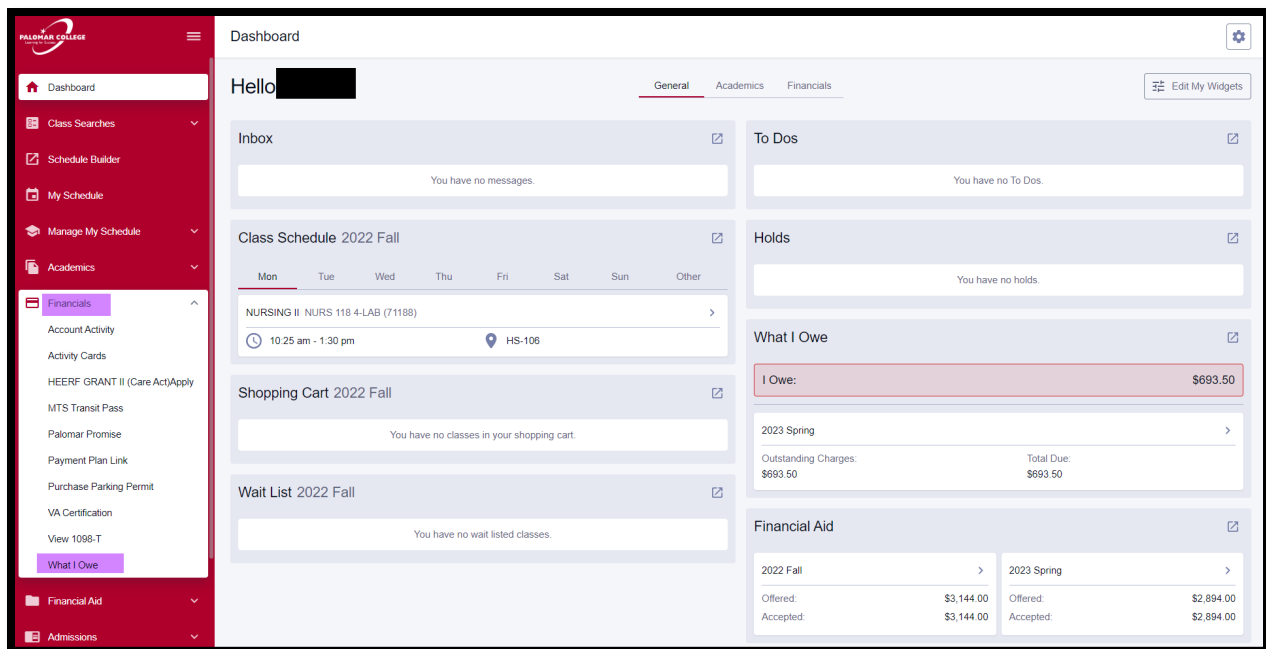 PALOMAR COLLEGE
Learning for Success
Dashboard
Class Searches
Schedule Builder
My Schedule
Manage My Schedule
Academics
Financials
Account Activity
Activity Cards
HEERF GRANT II (Care Act)Apply
MTS Transit Pass
Palomar Promise
Payment Plan Link
Purchase Parking Permit
VA Certification
View 1098-T
What I Owe
Financial Aid
Admissions
Dashboard
Hello
General Academics Financials
Edit My Widgets
Inbox
You have no messages.
Class Schedule 2022 Fall
Mon Tue Wed Thu Fri Sat Sun Other
NURSING II NURS 118 4-LAB (71188)
10:25 am - 1:30 pm HS-106
Shopping Cart 2022 Fall
You have no classes in your shopping cart.
Wait List 2022 Fall
You have no wait listed classes.
To Dos
You have no To Dos.
Holds
You have no holds.
What I Owe
I Owe: $693.50
2023 Spring
Outstanding Charges: Total Due:
$693.50 $693.50
Financial Aid
2022 Fall
Offered: $3,144.00
Accepted: $3,144.00
2023 Spring
Offered: $2,894.00
Accepted: $2,894.00